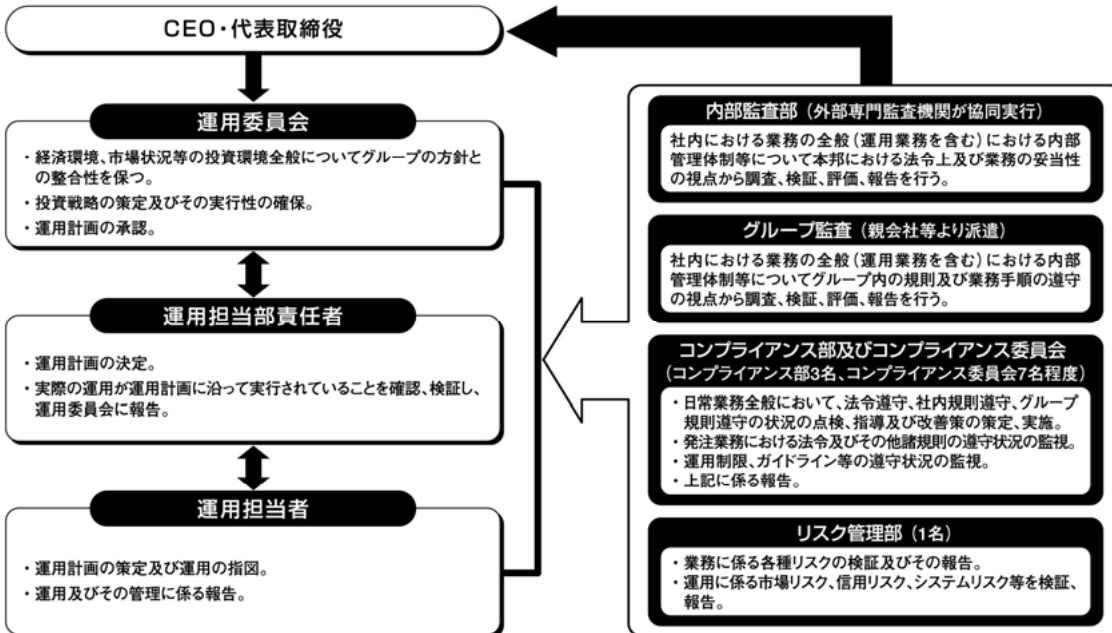 CEO・代表取締役
運用委員会
・経済環境、市場状況等の投資環境全般についてグループの方針と
の整合性を保つ。
・投資戦略の策定及びその実行性の確保。
・運用計画の承認。
運用担当部責任者
・運用計画の決定。
・実際の運用が運用計画に沿って実行されていることを確認、検証し、
運用委員会に報告。
運用担当者
・運用計画の策定及び運用の指図。
・運用及びその管理に係る報告。
内部監査部（外部専門監査機関が協同実行）
社内における業務の全般（運用業務を含む）における内部
管理体制等について本邦における法令上及び業務の妥当性
の視点から調査、検証、評価、報告を行う。
グループ監査（親会社等より派遣）
社内における業務の全般（運用業務を含む）における内部
管理体制等についてグループ内の規則及び業務手順の遵守
の視点から調査、検証、評価、報告を行う。
コンプライアンス部及びコンプライアンス委員会
（コンプライアンス部3名、コンプライアンス委員会7名程度）
・日常業務全般において、法令遵守、社内規則遵守、グループ
規則遵守の状況の点検、指導及び改善策の策定、実施。
・発注業務における法令及びその他諸規則の遵守状況の監視。
・運用制限、ガイドライン等の遵守状況の監視。
・上記に係る報告。
リスク管理部（1名）
・業務に係る各種リスクの検証及びその報告。
・運用に係る市場リスク、信用リスク、システムリスク等を検証、
報告。